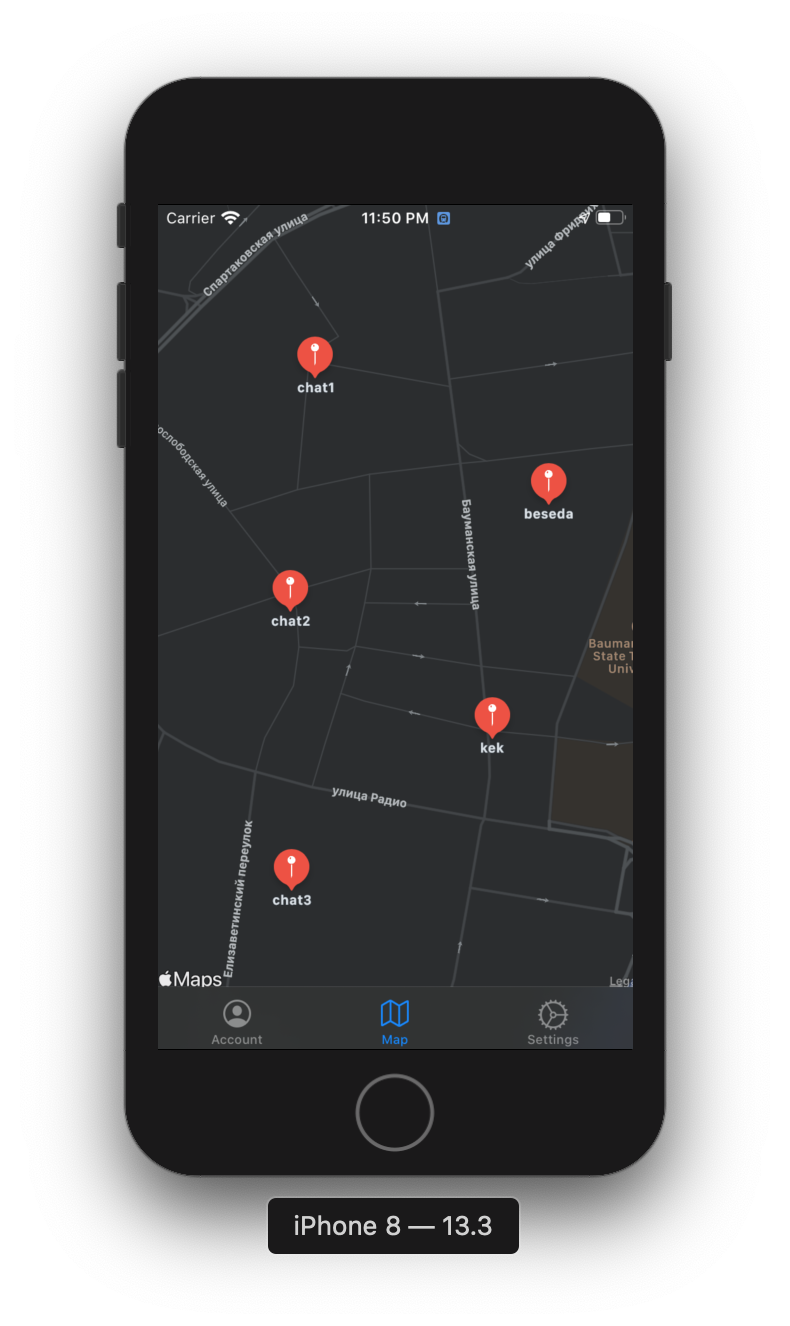 Carrier
11:50 PM
Спартаковская улица
улица Фридрих
chat1
ослободская улица
beseda
Бауманская улица
chat2
Bauma
State T
Univ
kek
улица Радио
Елизаветинский переулок
chat3
Maps
Lega
Account
Map
Settings
iPhone 8 — 13.3